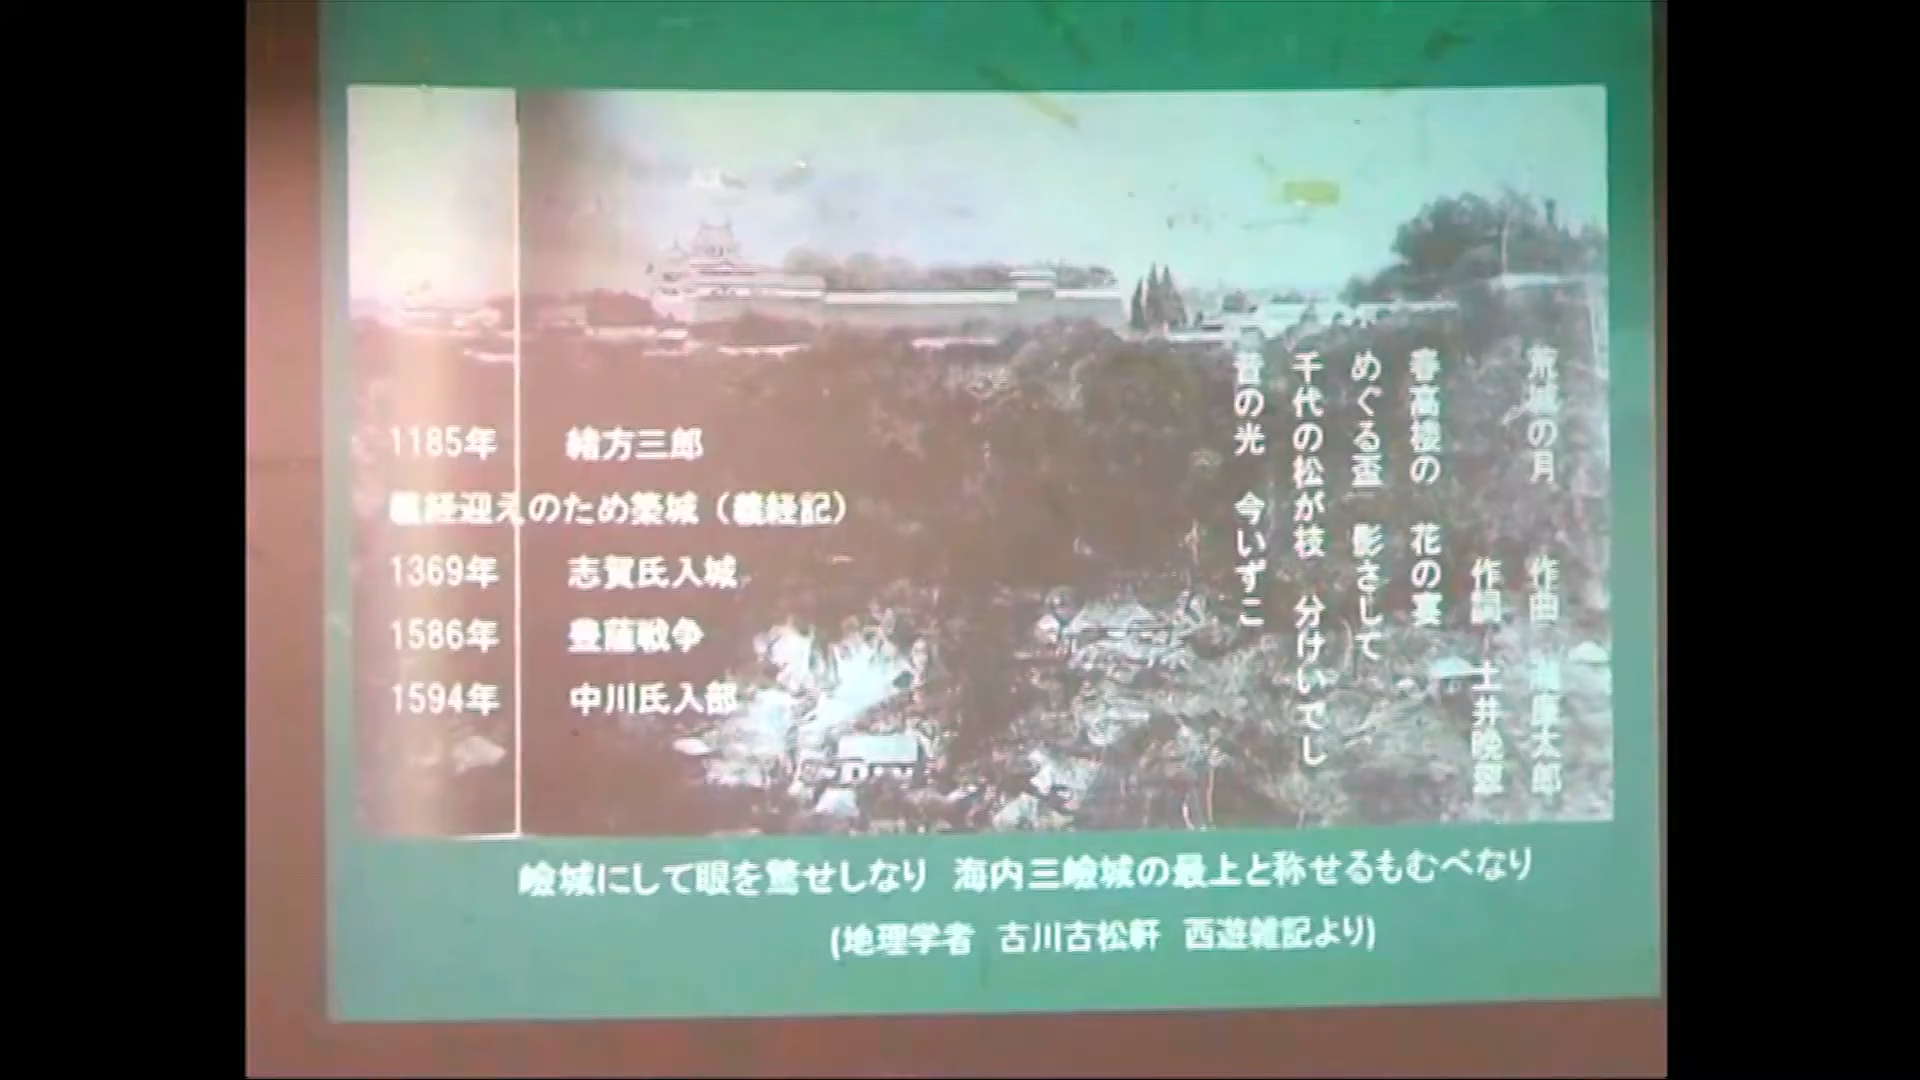 1185年 緒方三郎
義経迎えのため築城（義経記）
1369年 志賀氏入城
1586年 豊薩戦争
1594年 中川氏入部
荒城の月 作曲 瀧廉太郎
作詞 土井晩翠
春高楼の 花の宴
めぐる盃 影さして
千代の松が枝 分けいでし
昔の光 今いずこ
嶮城にして眼を驚せしなり 海内三嶮城の最上と称せるもむべなり
(地理学者 古川古松軒 西遊雑記より)